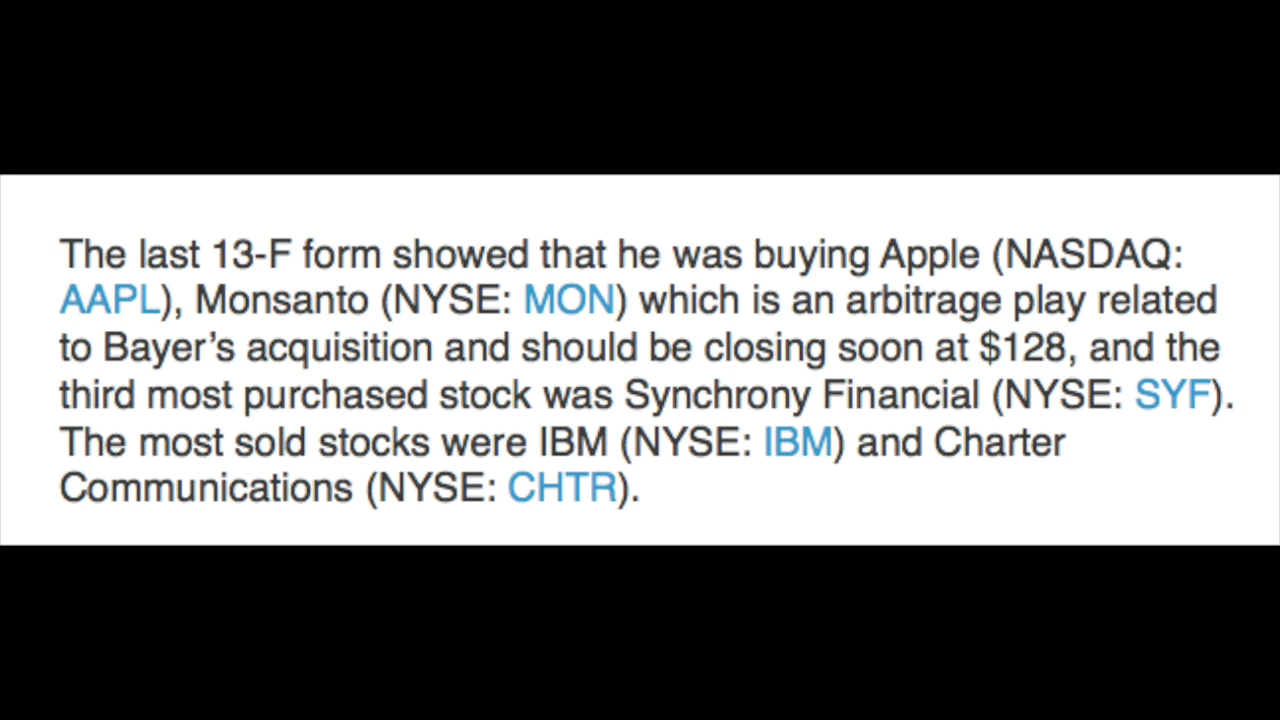 The last 13-F form showed that he was buying Apple (NASDAQ:
AAPL), Monsanto (NYSE: MON) which is an arbitrage play related
to Bayer’s acquisition and should be closing soon at $128, and the
third most purchased stock was Synchrony Financial (NYSE: SYF).
The most sold stocks were IBM (NYSE: IBM) and Charter
Communications (NYSE: CHTR).